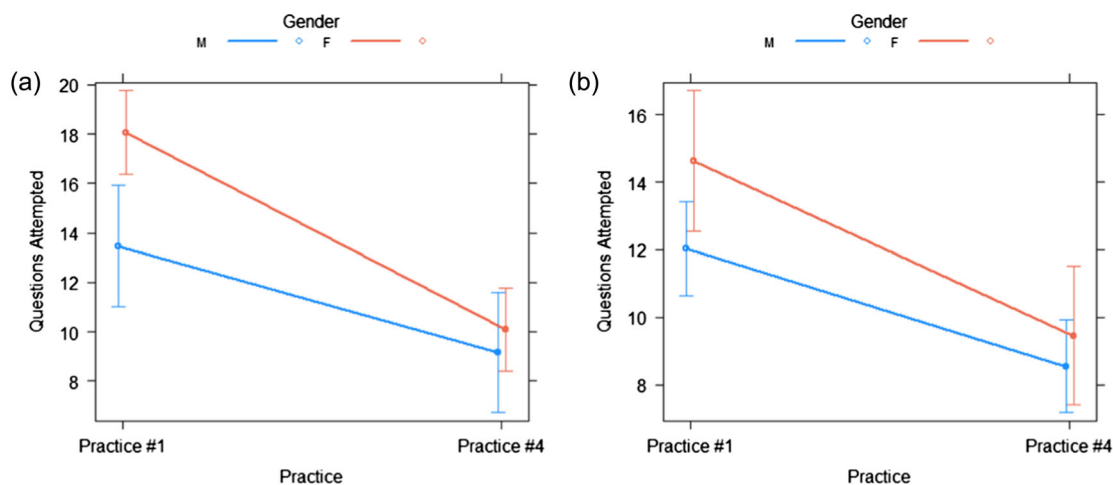 Gender
M F
(a)
20
18
16
14
12
10
8
Questions Attempted
Practice #1 Practice #4
Practice
Gender
M F
(b)
16
14
12
10
8
Questions Attempted
Practice #1 Practice #4
Practice